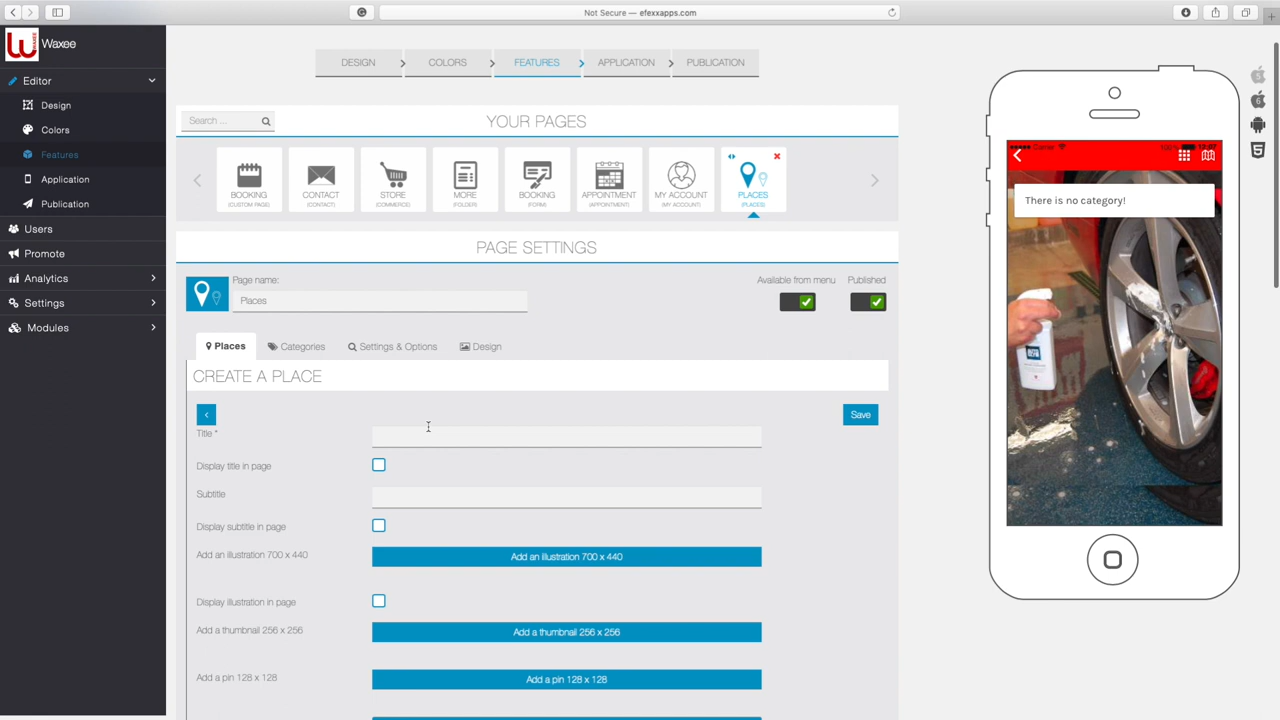 Not Secure — efexxapps.com
Waxee
Editor
Design
Colors
Features
Application
Publication
Users
Promote
Analytics
Settings
Modules
DESIGN
COLORS
FEATURES
APPLICATION
PUBLICATION
Search ...
YOUR PAGES
BOOKING
(CUSTOM PAGE)
CONTACT
(CONTACT)
STORE
(COMMERCE)
MORE
(FOLDER)
BOOKING
(FORM)
APPOINTMENT
(APPOINTMENT)
MY ACCOUNT
(MY ACCOUNT)
PLACES
(PLACES)
PAGE SETTINGS
Page name:
Places
Available from menu
Published
Places
Categories
Settings & Options
Design
CREATE A PLACE
Save
Title *
Display title in page
Subtitle
Display subtitle in page
Add an illustration 700 x 440
Add an illustration 700 x 440
Display illustration in page
Add a thumbnail 256 x 256
Add a thumbnail 256 x 256
Add a pin 128 x 128
Add a pin 128 x 128
Carrier
There is no category!